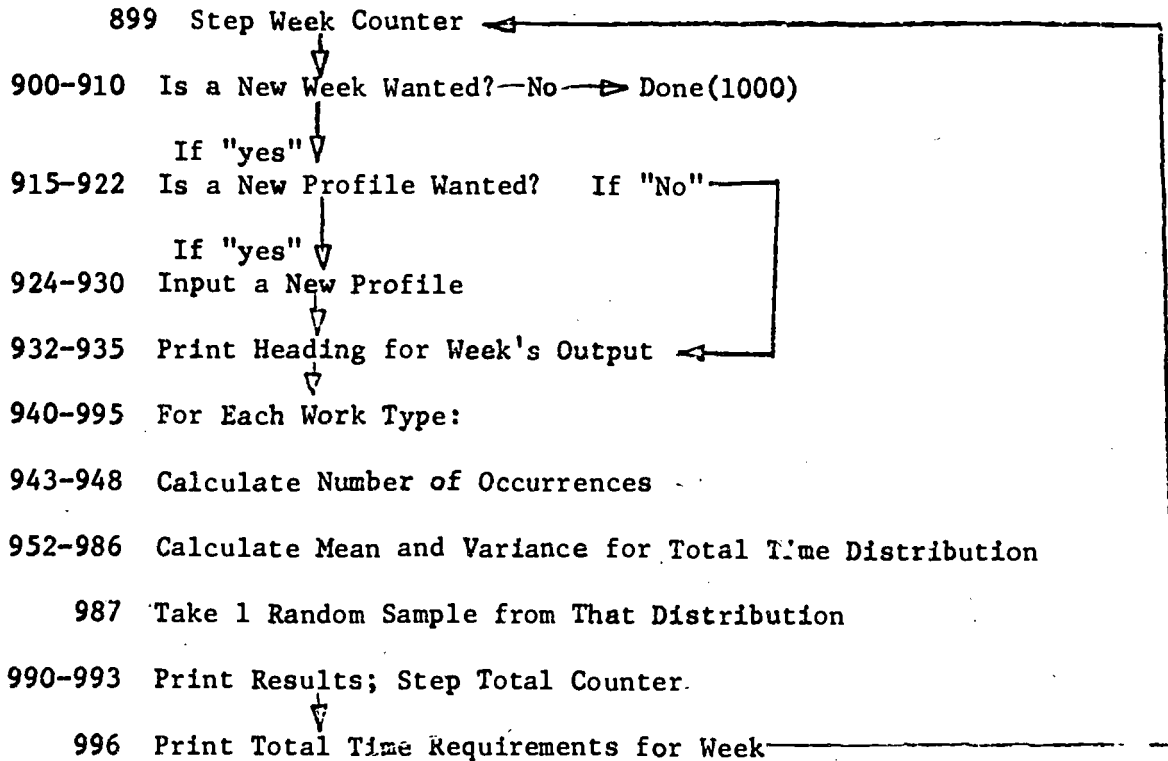 899 Step Week Counter
900-910 Is a New Week Wanted?—No—Done(1000)
If "yes"
915-922 Is a New Profile Wanted? If "No"
If "yes"
924-930 Input a New Profile
932-935 Print Heading for Week's Output
940-995 For Each Work Type:
943-948 Calculate Number of Occurrences
952-986 Calculate Mean and Variance for Total Time Distribution
987 Take 1 Random Sample from That Distribution
990-993 Print Results; Step Total Counter.
996 Print Total Time Requirements for Week